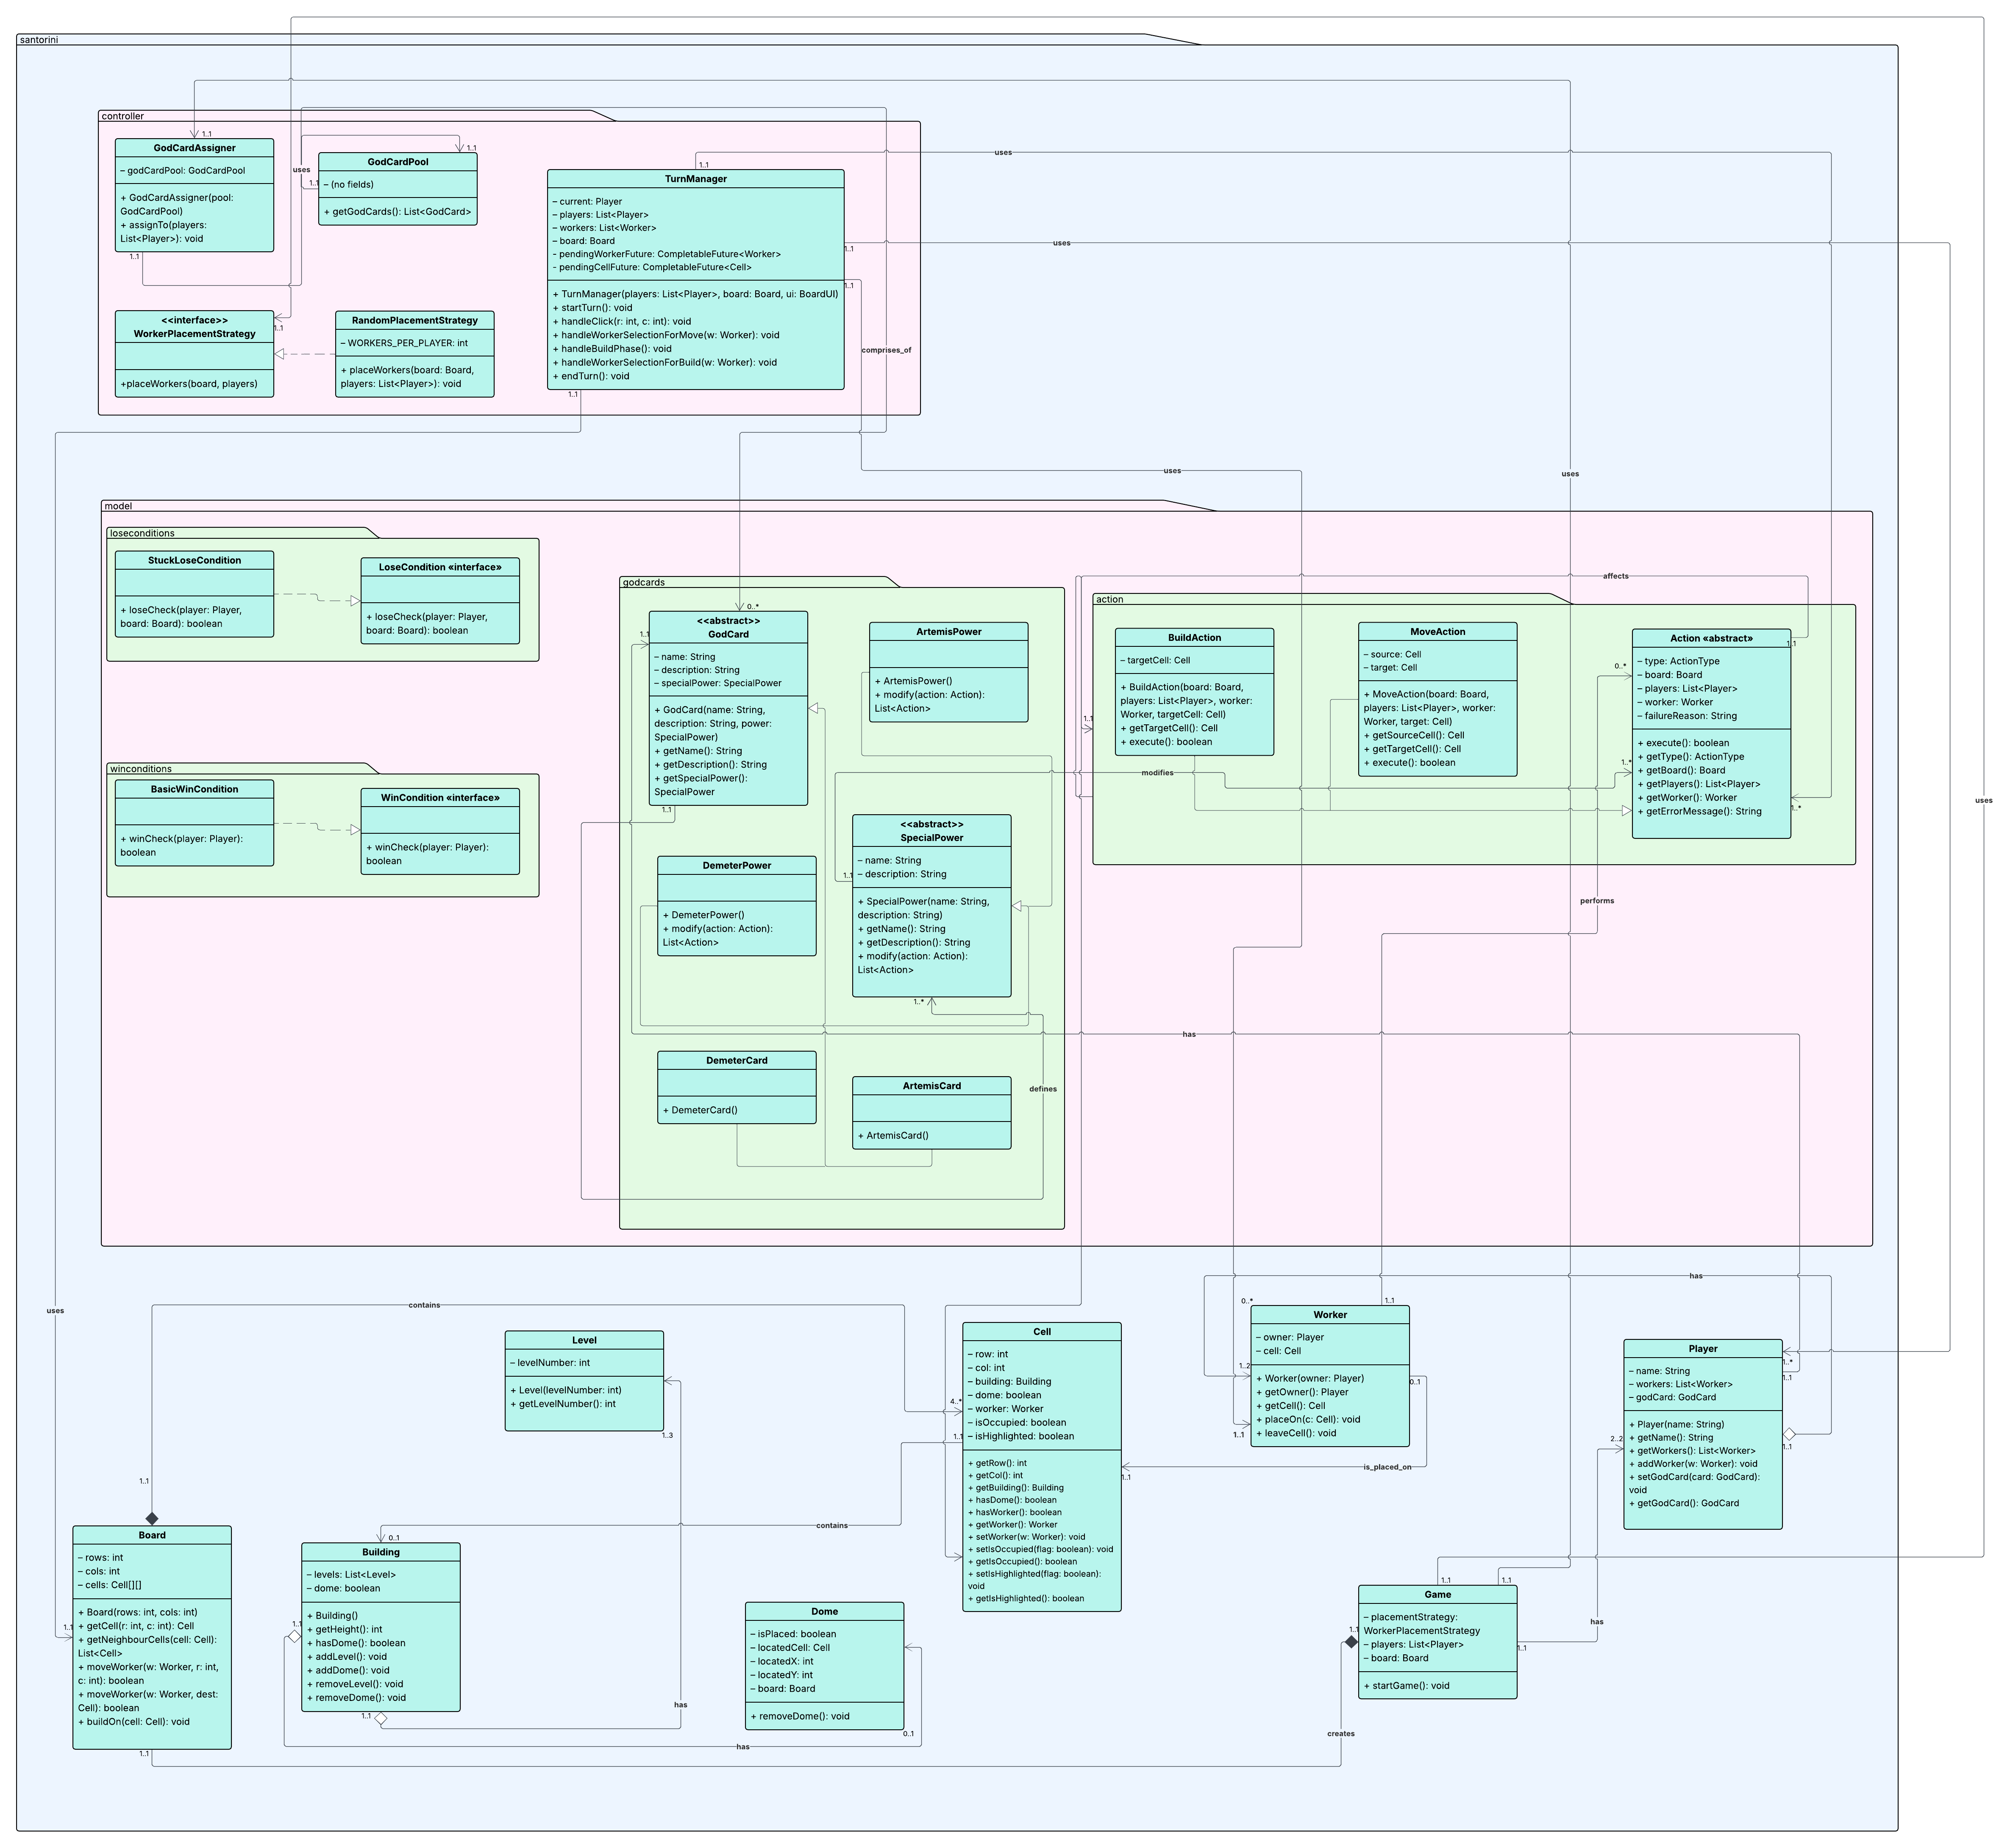 santorini
controller
GodCardAssigner
– godCardPool: GodCardPool
+ GodCardAssigner(pool:
GodCardPool)
+ assignTo(players:
List<Player>): void
1..1
1..1
GodCardPool
– (no fields)
+ getGodCards(): List<GodCard>
1..1
1..1
uses
TurnManager
– current: Player
– players: List<Player>
– workers: List<Worker>
– board: Board
- pendingWorkerFuture: CompletableFuture<Worker>
- pendingCellFuture: CompletableFuture<Cell>
+ TurnManager(players: List<Player>, board: Board, ui: BoardUI)
+ startTurn(): void
+ handleClick(r: int, c: int): void
+ handleWorkerSelectionForMove(w: Worker): void
+ handleBuildPhase(): void
+ handleWorkerSelectionForBuild(w: Worker): void
+ endTurn(): void
1..1
1..1
1..1
1..1
uses
uses
comprises_of
uses
uses
<<interface>>
WorkerPlacementStrategy
+placeWorkers(board, players)
1..1
RandomPlacementStrategy
– WORKERS_PER_PLAYER: int
+ placeWorkers(board: Board,
players: List<Player>): void
model
loseconditions
StuckLoseCondition
+ loseCheck(player: Player,
board: Board): boolean
LoseCondition «interface»
+ loseCheck(player: Player,
board: Board): boolean
winconditions
BasicWinCondition
+ winCheck(player: Player):
boolean
WinCondition «interface»
+ winCheck(player: Player):
boolean
godcards
0..*
1..1
<<abstract>>
GodCard
– name: String
– description: String
– specialPower: SpecialPower
+ GodCard(name: String,
description: String, power:
SpecialPower)
+ getName(): String
+ getDescription(): String
+ getSpecialPower():
SpecialPower
1..1
ArtemisPower
+ ArtemisPower()
+ modify(action: Action):
List<Action>
<<abstract>>
SpecialPower
– name: String
– description: String
+ SpecialPower(name: String,
description: String)
+ getName(): String
+ getDescription(): String
+ modify(action: Action):
List<Action>
1..1
1..*
DemeterPower
+ DemeterPower()
+ modify(action: Action):
List<Action>
DemeterCard
+ DemeterCard()
ArtemisCard
+ ArtemisCard()
defines
has
affects
action
BuildAction
– targetCell: Cell
+ BuildAction(board: Board,
players: List<Player>, worker:
Worker, targetCell: Cell)
+ getTargetCell(): Cell
+ execute(): boolean
1..1
MoveAction
– source: Cell
– target: Cell
+ MoveAction(board: Board,
players: List<Player>, worker:
Worker, target: Cell)
+ getSourceCell(): Cell
+ getTargetCell(): Cell
+ execute(): boolean
Action «abstract»
– type: ActionType
– board: Board
– players: List<Player>
– worker: Worker
– failureReason: String
+ execute(): boolean
+ getType(): ActionType
+ getBoard(): Board
+ getPlayers(): List<Player>
+ getWorker(): Worker
+ getErrorMessage(): String
1..1
0..*
1..*
1..*
modifies
performs
uses
uses
contains
has
Level
– levelNumber: int
+ Level(levelNumber: int)
+ getLevelNumber(): int
1..3
Cell
– row: int
– col: int
– building: Building
– dome: boolean
– worker: Worker
– isOccupied: boolean
– isHighlighted: boolean
+ getRow(): int
+ getCol(): int
+ getBuilding(): Building
+ hasDome(): boolean
+ hasWorker(): boolean
+ getWorker(): Worker
+ setWorker(w: Worker): void
+ setIsOccupied(flag: boolean): void
+ getIsOccupied(): boolean
+ setIsHighlighted(flag: boolean):
void
+ getIsHighlighted(): boolean
4..*
1..1
1..1
Worker
– owner: Player
– cell: Cell
+ Worker(owner: Player)
+ getOwner(): Player
+ getCell(): Cell
+ placeOn(c: Cell): void
+ leaveCell(): void
0..*
1..1
1..2
0..1
1..1
is_placed_on
Player
– name: String
– workers: List<Worker>
– godCard: GodCard
+ Player(name: String)
+ getName(): String
+ getWorkers(): List<Worker>
+ addWorker(w: Worker): void
+ setGodCard(card: GodCard):
void
+ getGodCard(): GodCard
1..*
1..1
2..2
1..1
Board
– rows: int
– cols: int
– cells: Cell[][]
+ Board(rows: int, cols: int)
+ getCell(r: int, c: int): Cell
+ getNeighbourCells(cell: Cell):
List<Cell>
+ moveWorker(w: Worker, r: int,
c: int): boolean
+ moveWorker(w: Worker, dest:
Cell): boolean
+ buildOn(cell: Cell): void
1..1
1..1
1..1
Building
– levels: List<Level>
– dome: boolean
+ Building()
+ getHeight(): int
+ hasDome(): boolean
+ addLevel(): void
+ addDome(): void
+ removeLevel(): void
+ removeDome(): void
0..1
1..1
1..1
contains
has
has
Dome
– isPlaced: boolean
– locatedCell: Cell
– locatedX: int
– locatedY: int
– board: Board
+ removeDome(): void
0..1
Game
– placementStrategy:
WorkerPlacementStrategy
– players: List<Player>
– board: Board
+ startGame(): void
1..1
1..1
1..1
1..1
has
creates